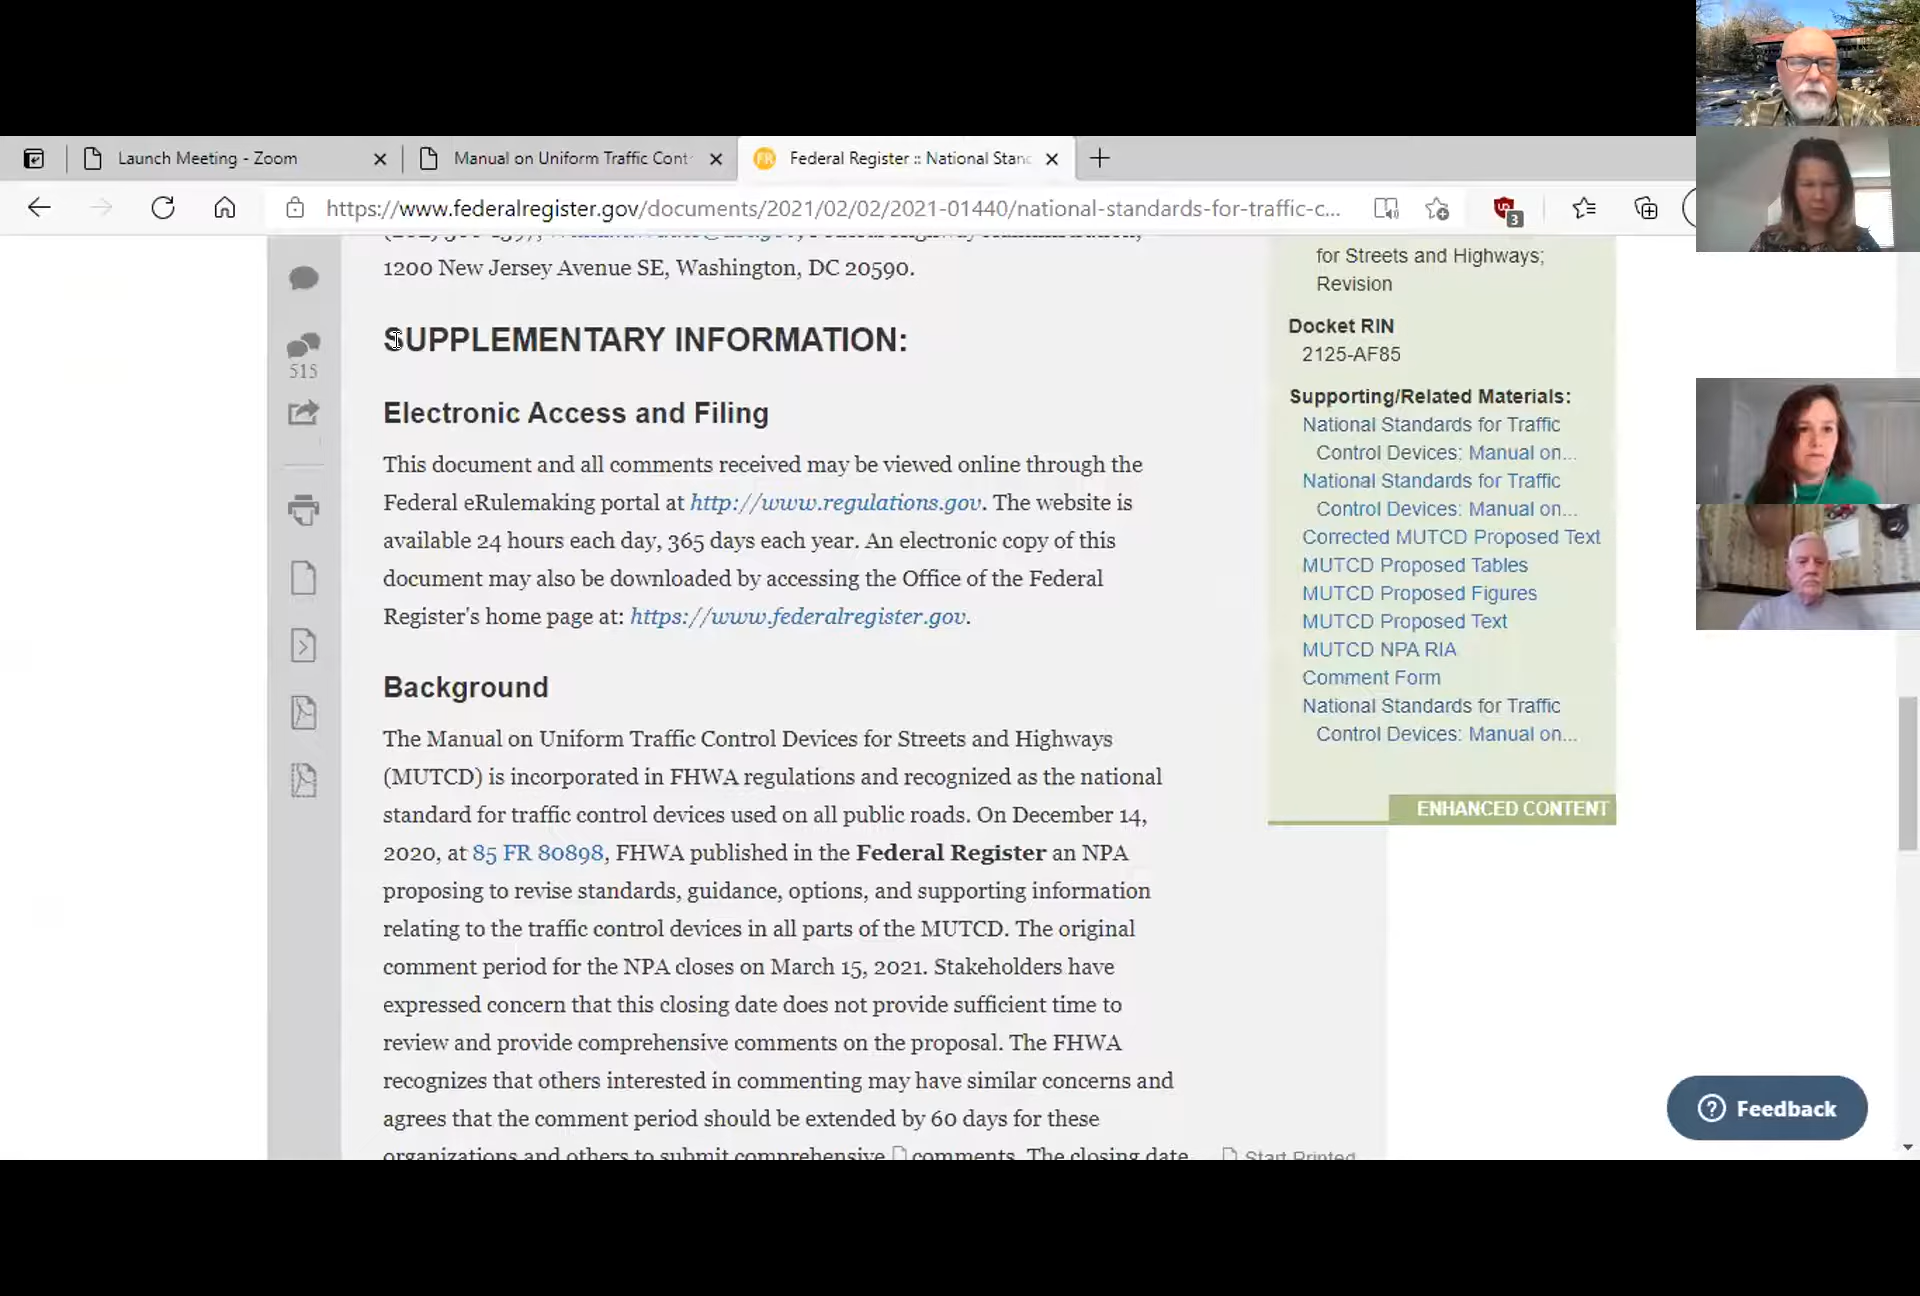 Launch Meeting - Zoom
Manual on Uniform Traffic Cont
Federal Register :: National Stand
https://www.federalregister.gov/documents/2021/02/02/2021-01440/national-standards-for-traffic-c...
3
1200 New Jersey Avenue SE, Washington, DC 20590.
SUPPLEMENTARY INFORMATION:
515
Electronic Access and Filing
This document and all comments received may be viewed online through the
Federal eRulemaking portal at http://www.regulations.gov. The website is
available 24 hours each day, 365 days each year. An electronic copy of this
document may also be downloaded by accessing the Office of the Federal
Register's home page at: https://www.federalregister.gov.
Background
The Manual on Uniform Traffic Control Devices for Streets and Highways
(MUTCD) is incorporated in FHWA regulations and recognized as the national
standard for traffic control devices used on all public roads. On December 14,
2020, at 85 FR 80898, FHWA published in the Federal Register an NPA
proposing to revise standards, guidance, options, and supporting information
relating to the traffic control devices in all parts of the MUTCD. The original
comment period for the NPA closes on March 15, 2021. Stakeholders have
expressed concern that this closing date does not provide sufficient time to
review and provide comprehensive comments on the proposal. The FHWA
recognizes that others interested in commenting may have similar concerns and
agrees that the comment period should be extended by 60 days for these
organizations and others to submit comprehensive comments. The closing date
Start Printed
for Streets and Highways;
Revision
Docket RIN
2125-AF85
Supporting/Related Materials:
National Standards for Traffic
Control Devices: Manual on...
National Standards for Traffic
Control Devices: Manual on...
Corrected MUTCD Proposed Text
MUTCD Proposed Tables
MUTCD Proposed Figures
MUTCD Proposed Text
MUTCD NPA RIA
Comment Form
National Standards for Traffic
Control Devices: Manual on...
ENHANCED CONTENT
Feedback